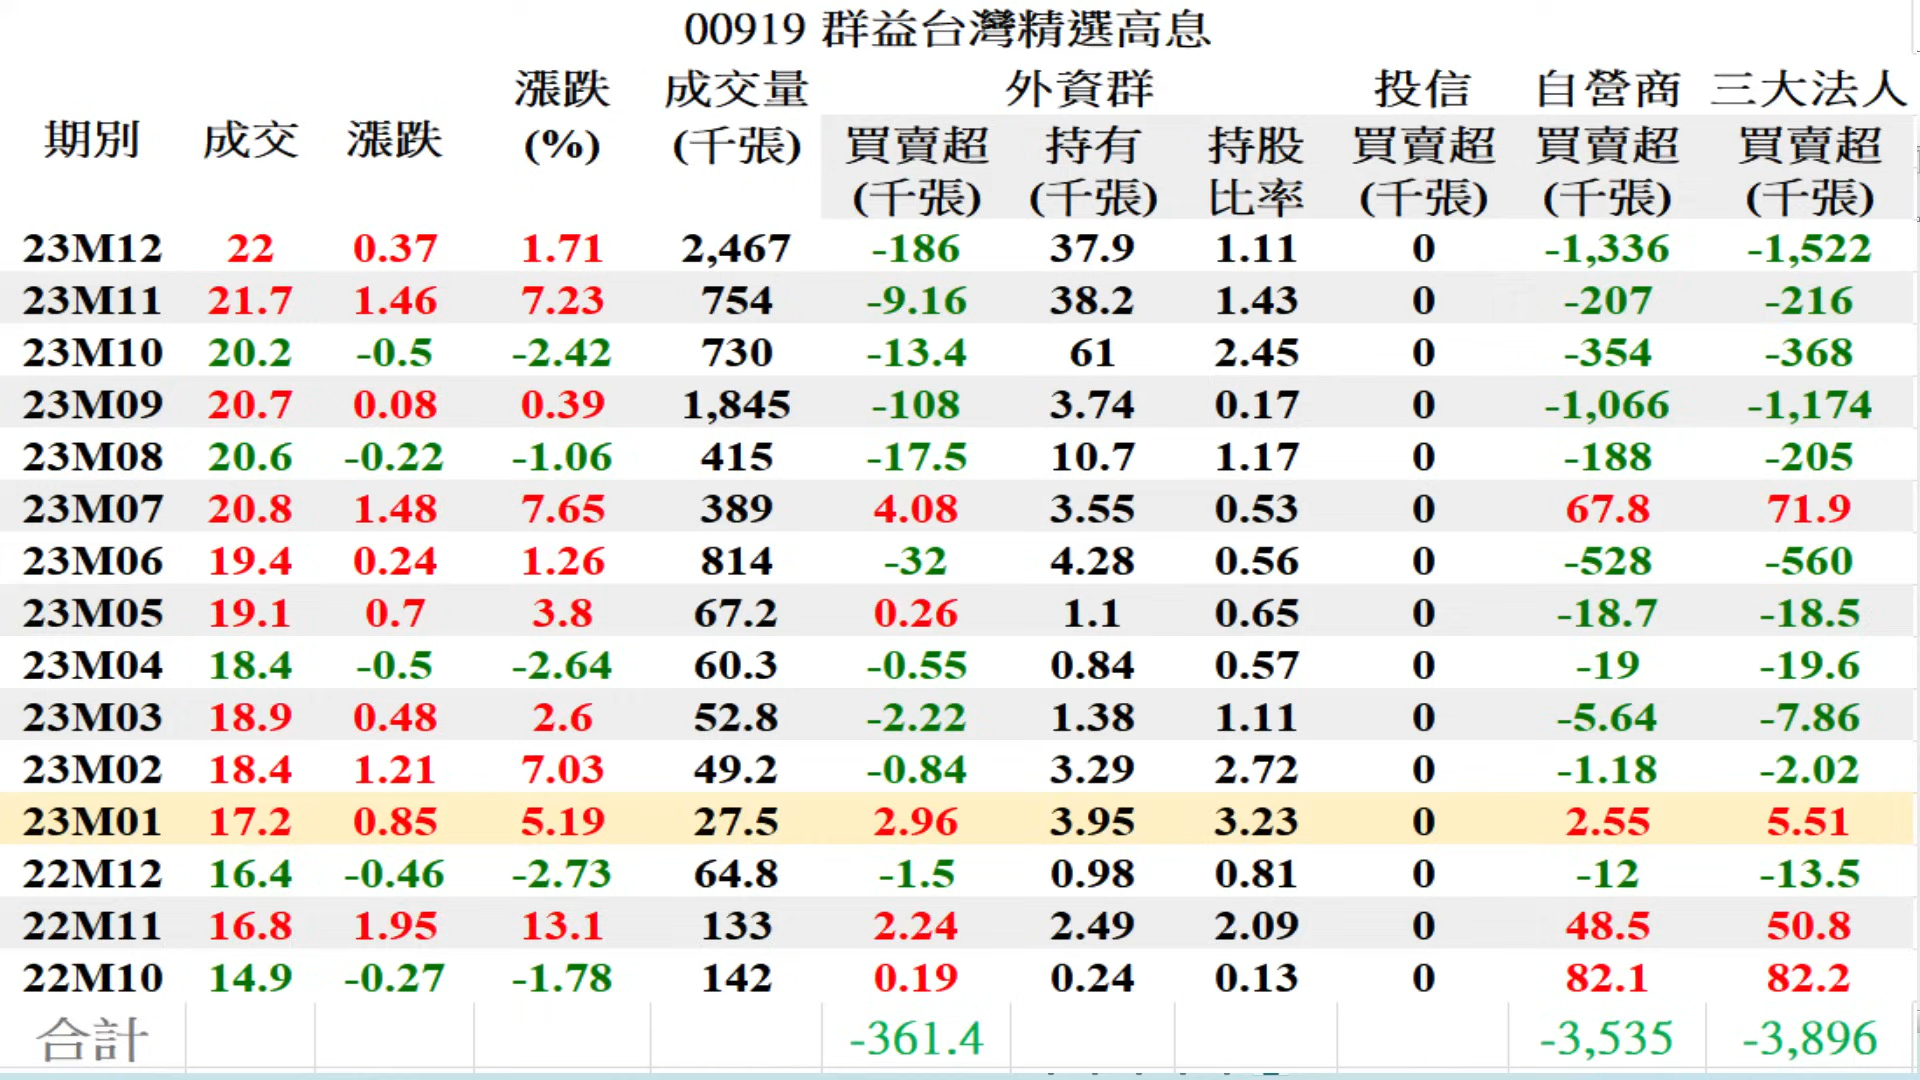 00919 群益台灣精選高息
期別 成交 漲跌 漲跌(%) 成交量(千張) 外資群 投信 自營商 三大法人
買賣超(千張) 持有(千張) 持股比率 買賣超(千張) 買賣超(千張) 買賣超(千張)
23M12 22 0.37 1.71 2,467 -186 37.9 1.11 0 -1,336 -1,522
23M11 21.7 1.46 7.23 754 -9.16 38.2 1.43 0 -207 -216
23M10 20.2 -0.5 -2.42 730 -13.4 61 2.45 0 -354 -368
23M09 20.7 0.08 0.39 1,845 -108 3.74 0.17 0 -1,066 -1,174
23M08 20.6 -0.22 -1.06 415 -17.5 10.7 1.17 0 -188 -205
23M07 20.8 1.48 7.65 389 4.08 3.55 0.53 0 67.8 71.9
23M06 19.4 0.24 1.26 814 -32 4.28 0.56 0 -528 -560
23M05 19.1 0.7 3.8 67.2 0.26 1.1 0.65 0 -18.7 -18.5
23M04 18.4 -0.5 -2.64 60.3 -0.55 0.84 0.57 0 -19 -19.6
23M03 18.9 0.48 2.6 52.8 -2.22 1.38 1.11 0 -5.64 -7.86
23M02 18.4 1.21 7.03 49.2 -0.84 3.29 2.72 0 -1.18 -2.02
23M01 17.2 0.85 5.19 27.5 2.96 3.95 3.23 0 2.55 5.51
22M12 16.4 -0.46 -2.73 64.8 -1.5 0.98 0.81 0 -12 -13.5
22M11 16.8 1.95 13.1 133 2.24 2.49 2.09 0 48.5 50.8
22M10 14.9 -0.27 -1.78 142 0.19 0.24 0.13 0 82.1 82.2
合計 -361.4 -3,535 -3,896